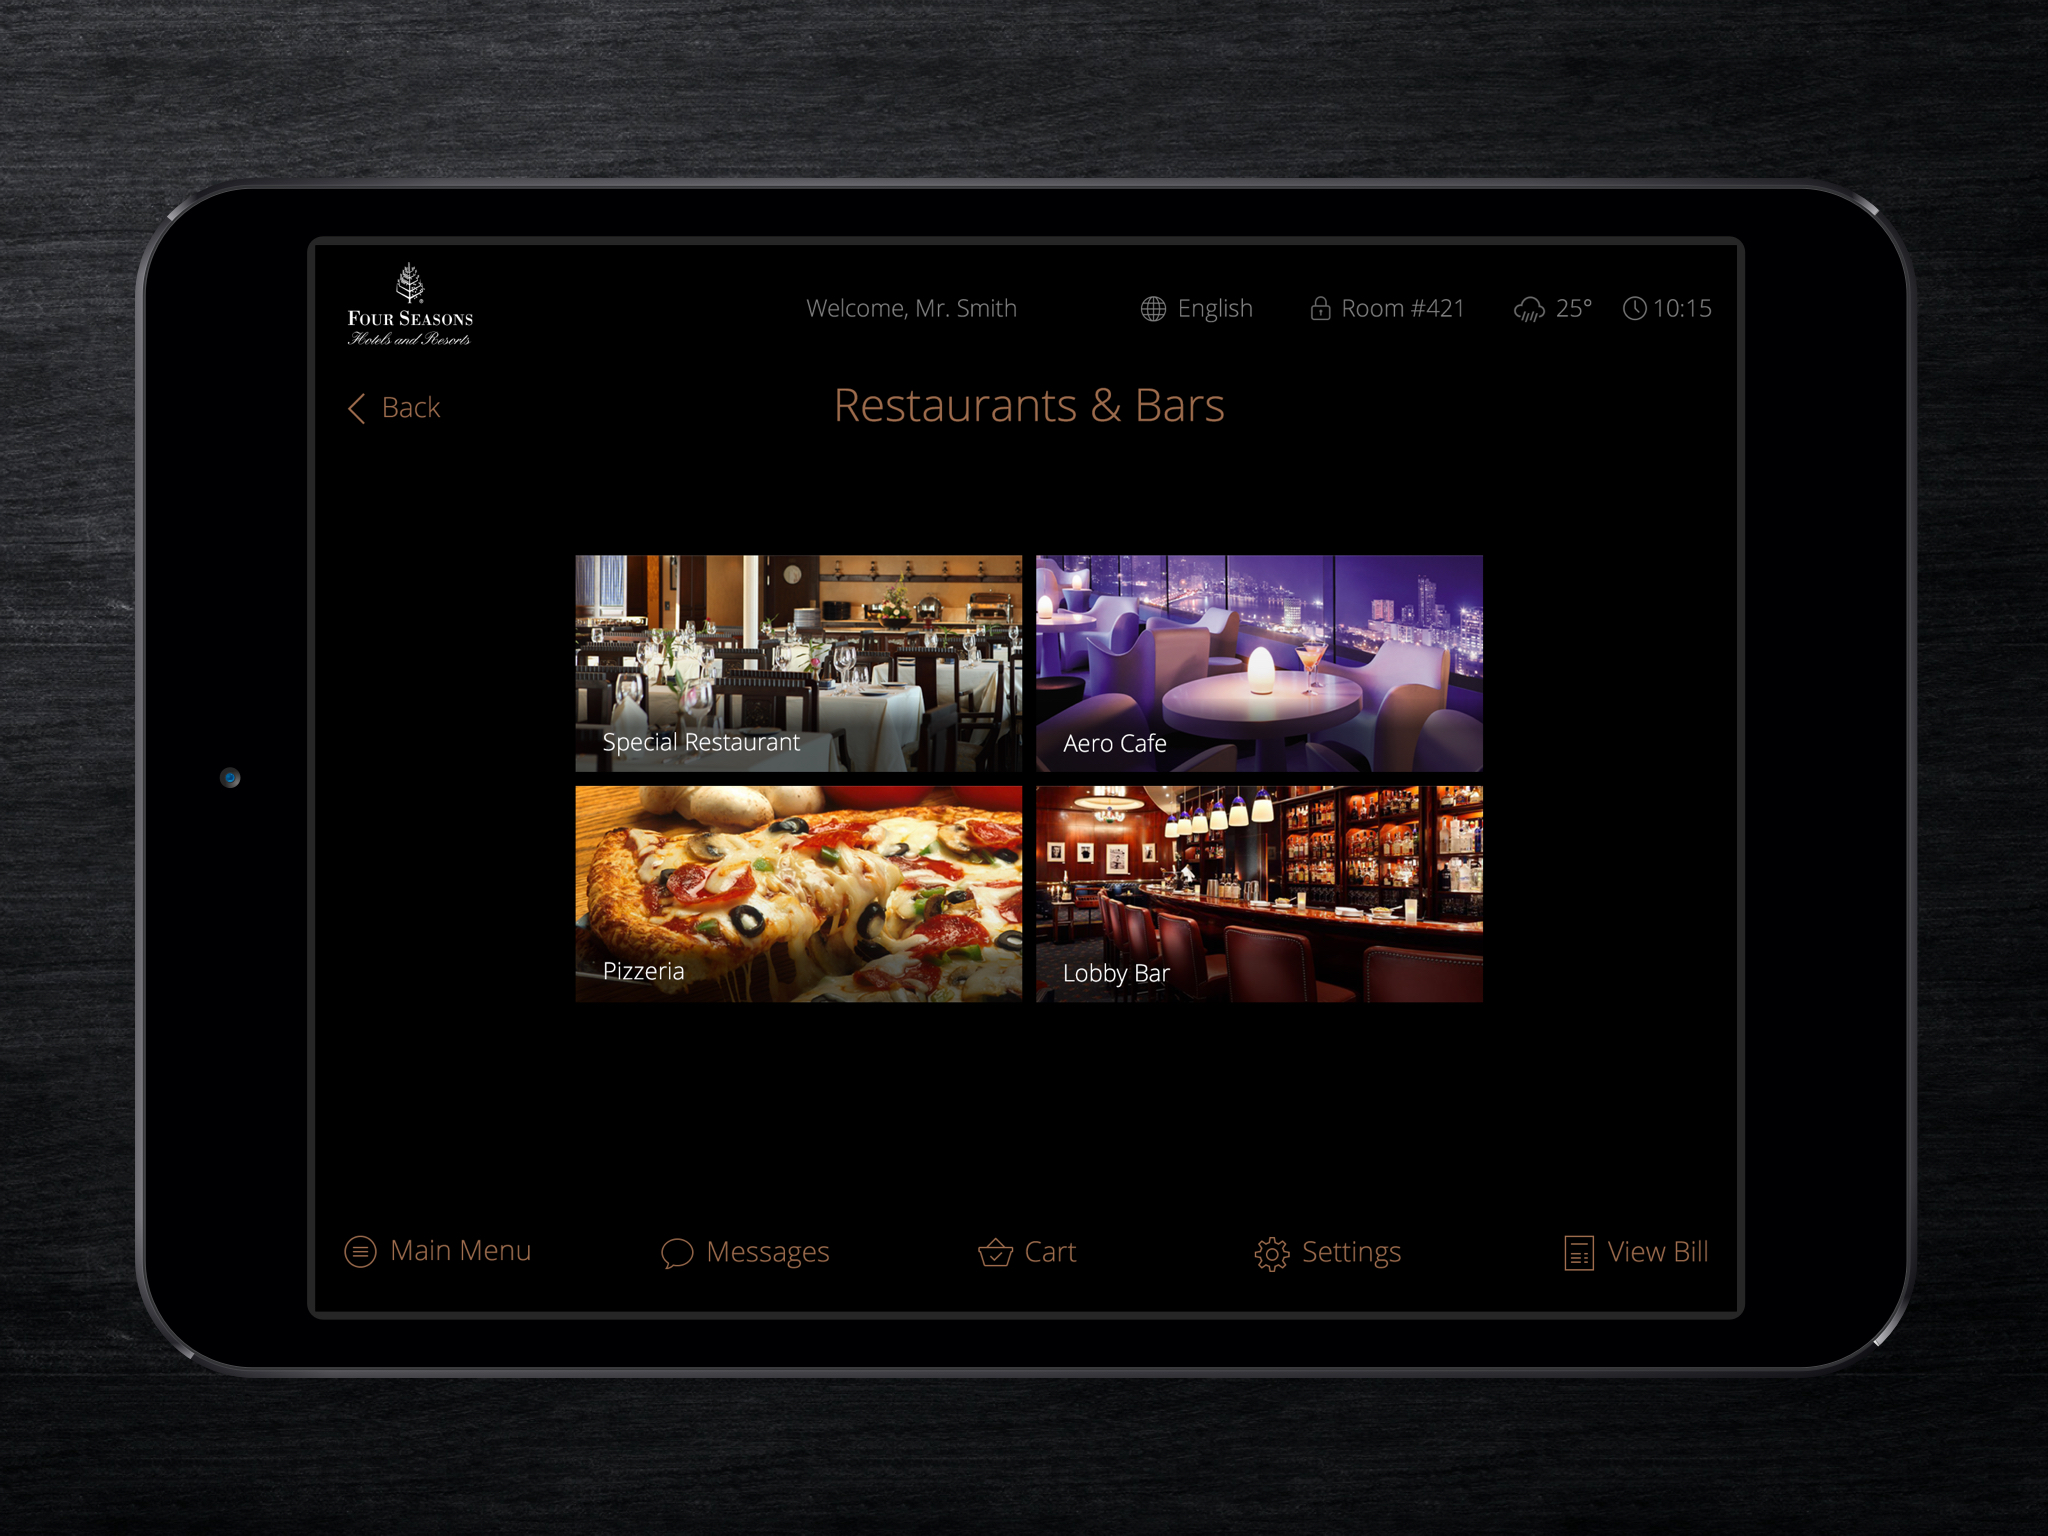 FOUR SEASONS
Hotels and Resorts
Welcome, Mr. Smith
English
Room #421
25°
10:15
Back
Restaurants & Bars
Special Restaurant
Aero Cafe
Pizzeria
Lobby Bar
Main Menu
Messages
Cart
Settings
View Bill